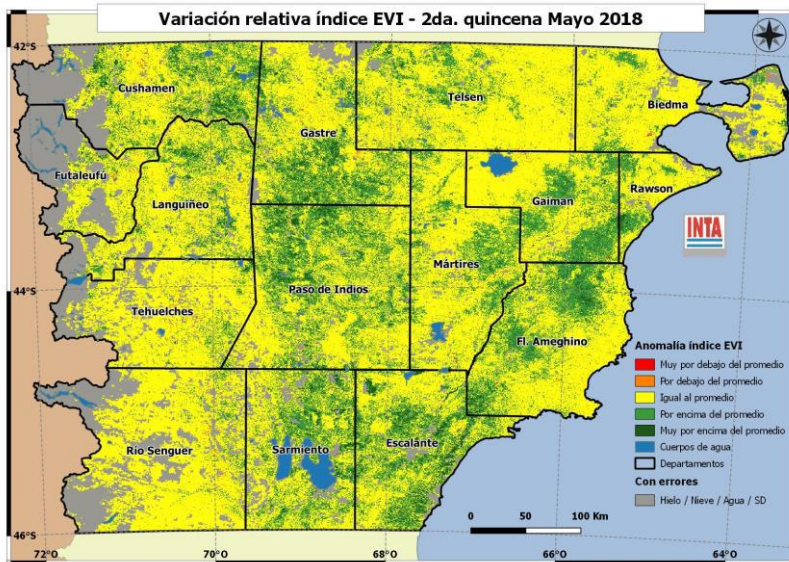 Variación relativa índice EVI - 2da. quincena Mayo 2018
42°S
44°S
46°S
72°O
70°O
68°O
66°O
64°O
Cushamen
Telsen
Biedma
Gastre
Futaleufú
Languiñeo
Gaiman
Rawson
Mártires
Paso de Indios
Tehuelches
Fl. Ameghino
Río Senguer
Sarmiento
Escalante
INTA
Anomalía índice EVI
Muy por debajo del promedio
Por debajo del promedio
Igual al promedio
Por encima del promedio
Muy por encima del promedio
Cuerpos de agua
Departamentos
Con errores
Hielo / Nieve / Agua / SD
0 50 100 Km